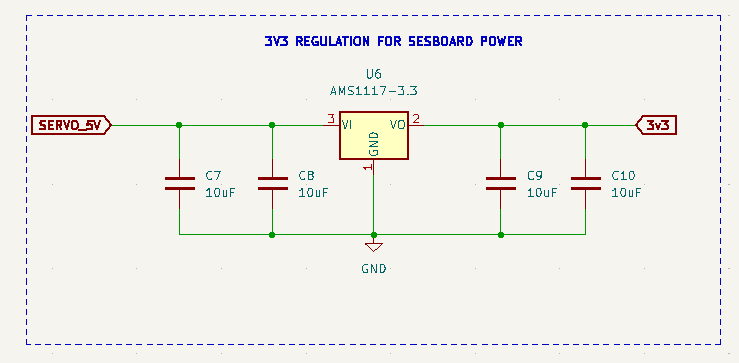 3V3 REGULATION FOR SESBOARD POWER
U6
AMS1117-3.3
SERVO_5V
3
VI
VO
2
3v3
GND
1
C7
10uF
C8
10uF
C9
10uF
C10
10uF
GND